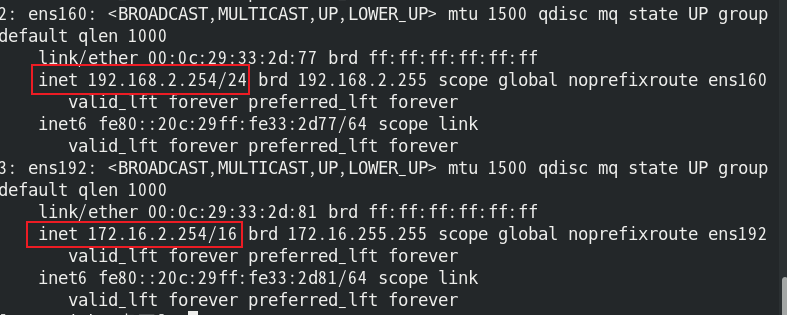 2: ens160: <BROADCAST,MULTICAST,UP,LOWER_UP> mtu 1500 qdisc mq state UP group
default qlen 1000
link/ether 00:0c:29:33:2d:77 brd ff:ff:ff:ff:ff:ff
inet 192.168.2.254/24 brd 192.168.2.255 scope global noprefixroute ens160
valid_lft forever preferred_lft forever
inet6 fe80::20c:29ff:fe33:2d77/64 scope link
valid_lft forever preferred_lft forever
3: ens192: <BROADCAST,MULTICAST,UP,LOWER_UP> mtu 1500 qdisc mq state UP group
default qlen 1000
link/ether 00:0c:29:33:2d:81 brd ff:ff:ff:ff:ff:ff
inet 172.16.2.254/16 brd 172.16.255.255 scope global noprefixroute ens192
valid_lft forever preferred_lft forever
inet6 fe80::20c:29ff:fe33:2d81/64 scope link
valid_lft forever preferred_lft forever